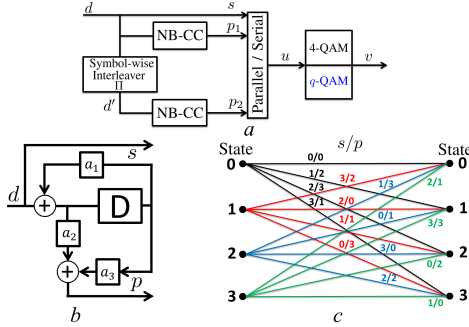 d s
NB-CC p1
Parallel / Serial
u
4-QAM
q-QAM
v
Symbol-wise
Interleaver
Π
d' NB-CC p2
a
d s
a1
D
a2
a3
p
b
s/p
State State
0 0/0 0
1/2 1/3 2/1
2/3
3/1 3/2
1 2/0 0/1 1
1/1 3/3
2 0/3 3/0 0/2 2
2/2
3 1/0 3
c